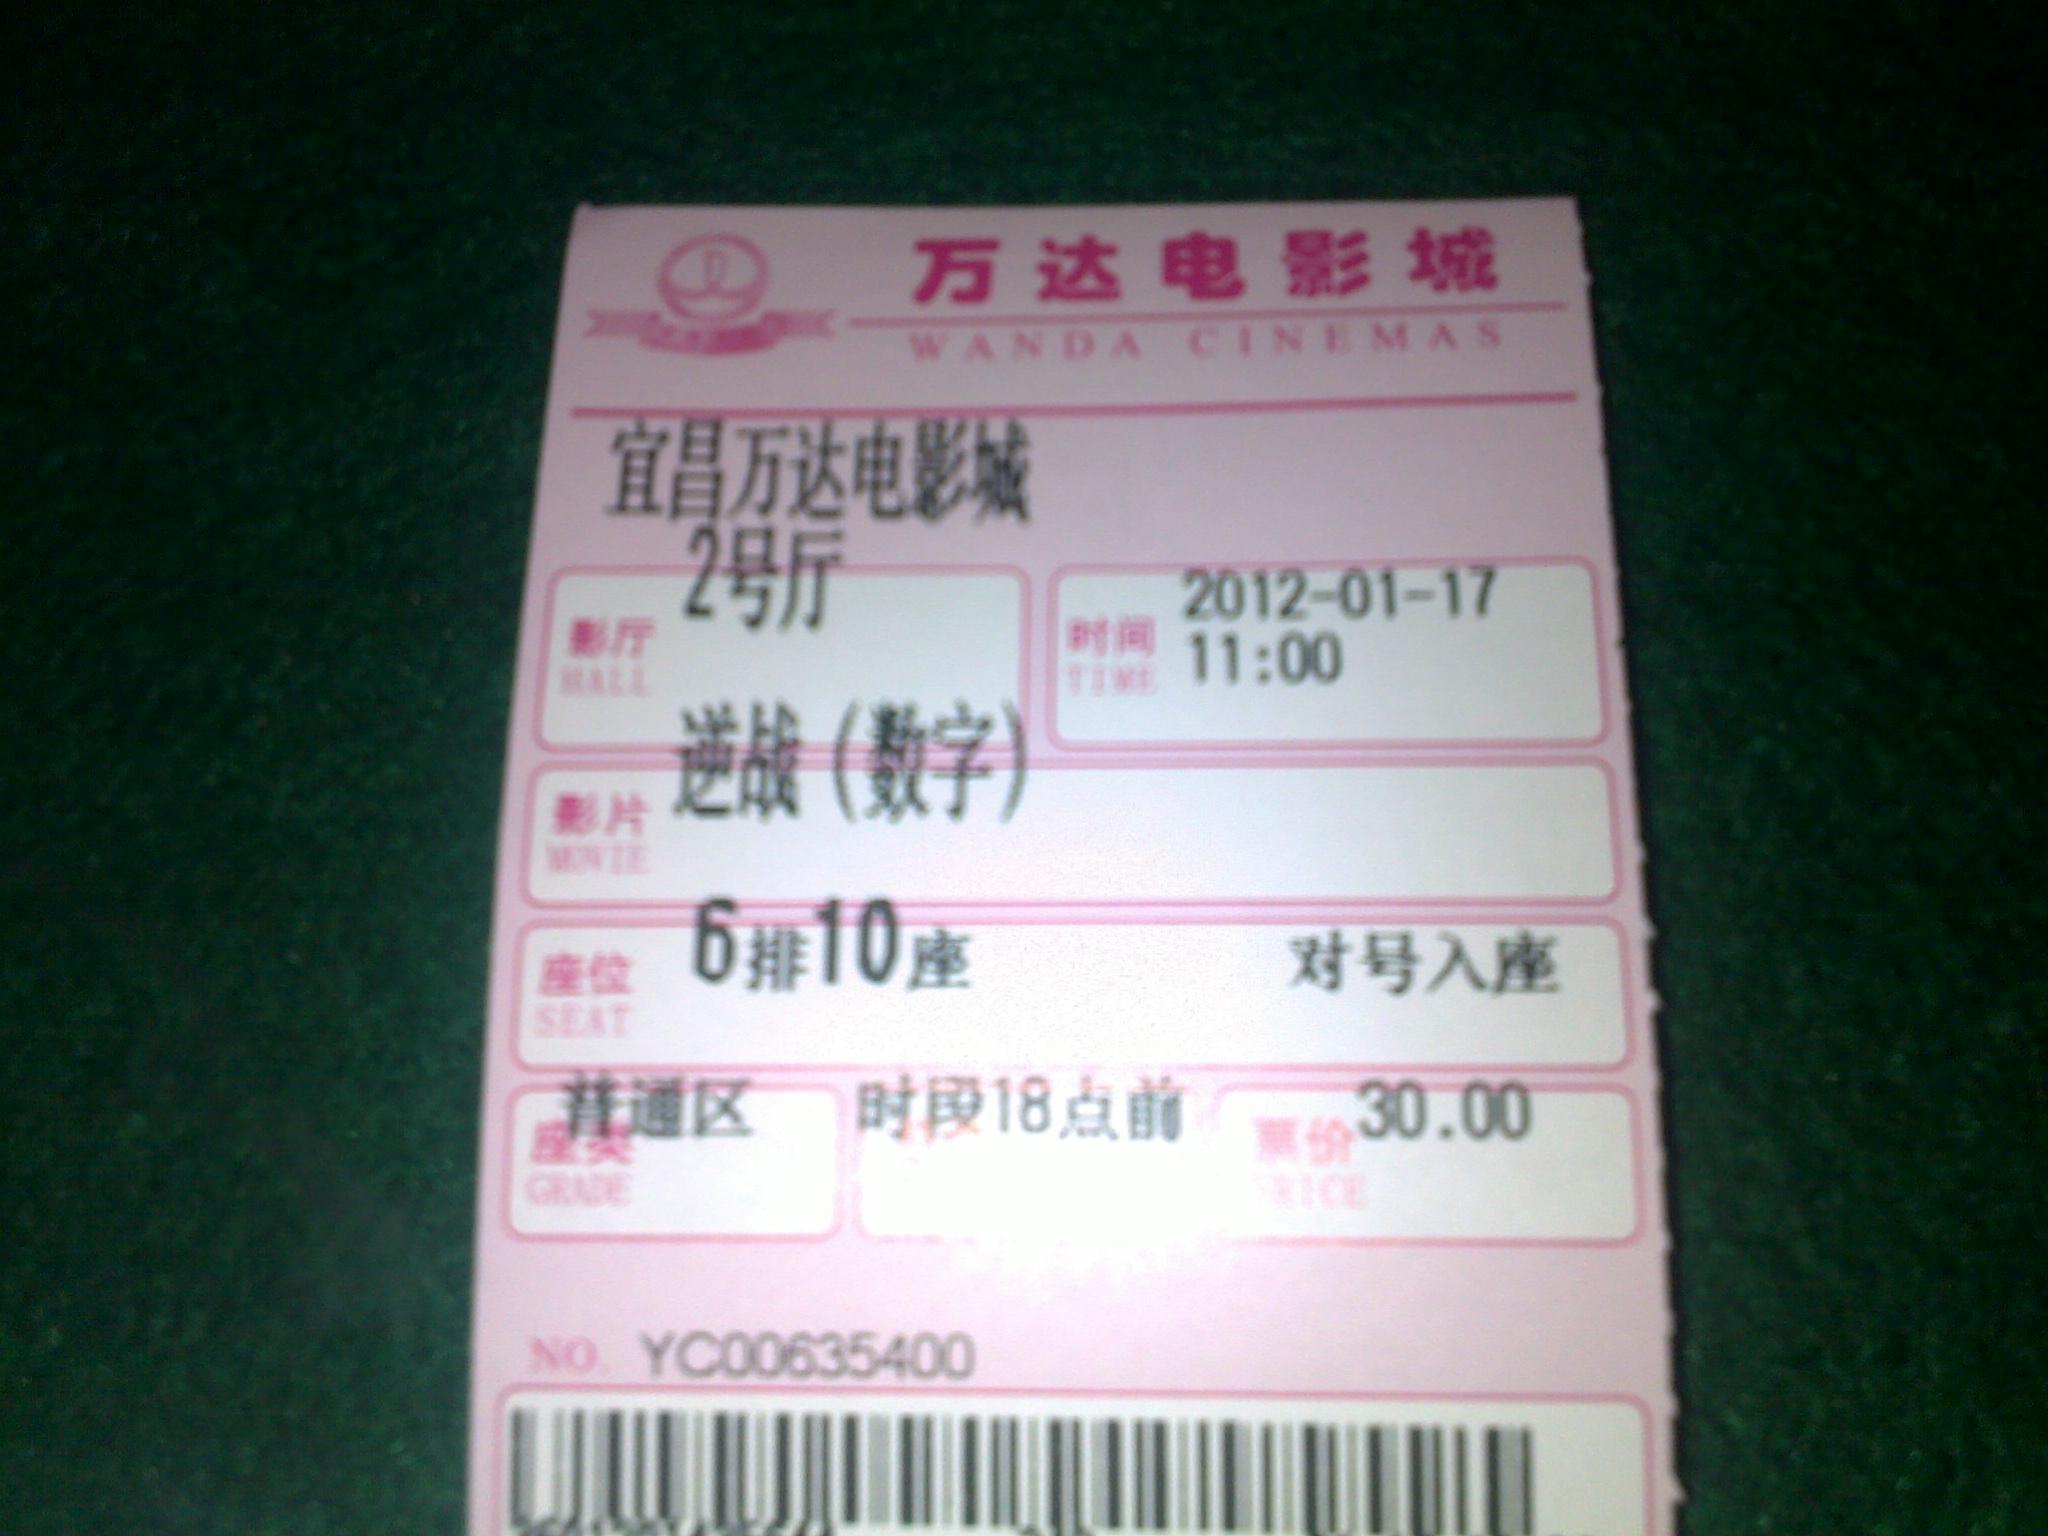 万达电影城
WANDA CINEMAS
宜昌万达电影城
影厅 2号厅
HALL
时间 2012-01-17
TIME 11:00
影片 逆战(数字)
MOVIE
座位 6排10座 对号入座
SEAT
普通区 时段18点前 票价 30.00
座类
GRADE PRICE
NO. YC00635400